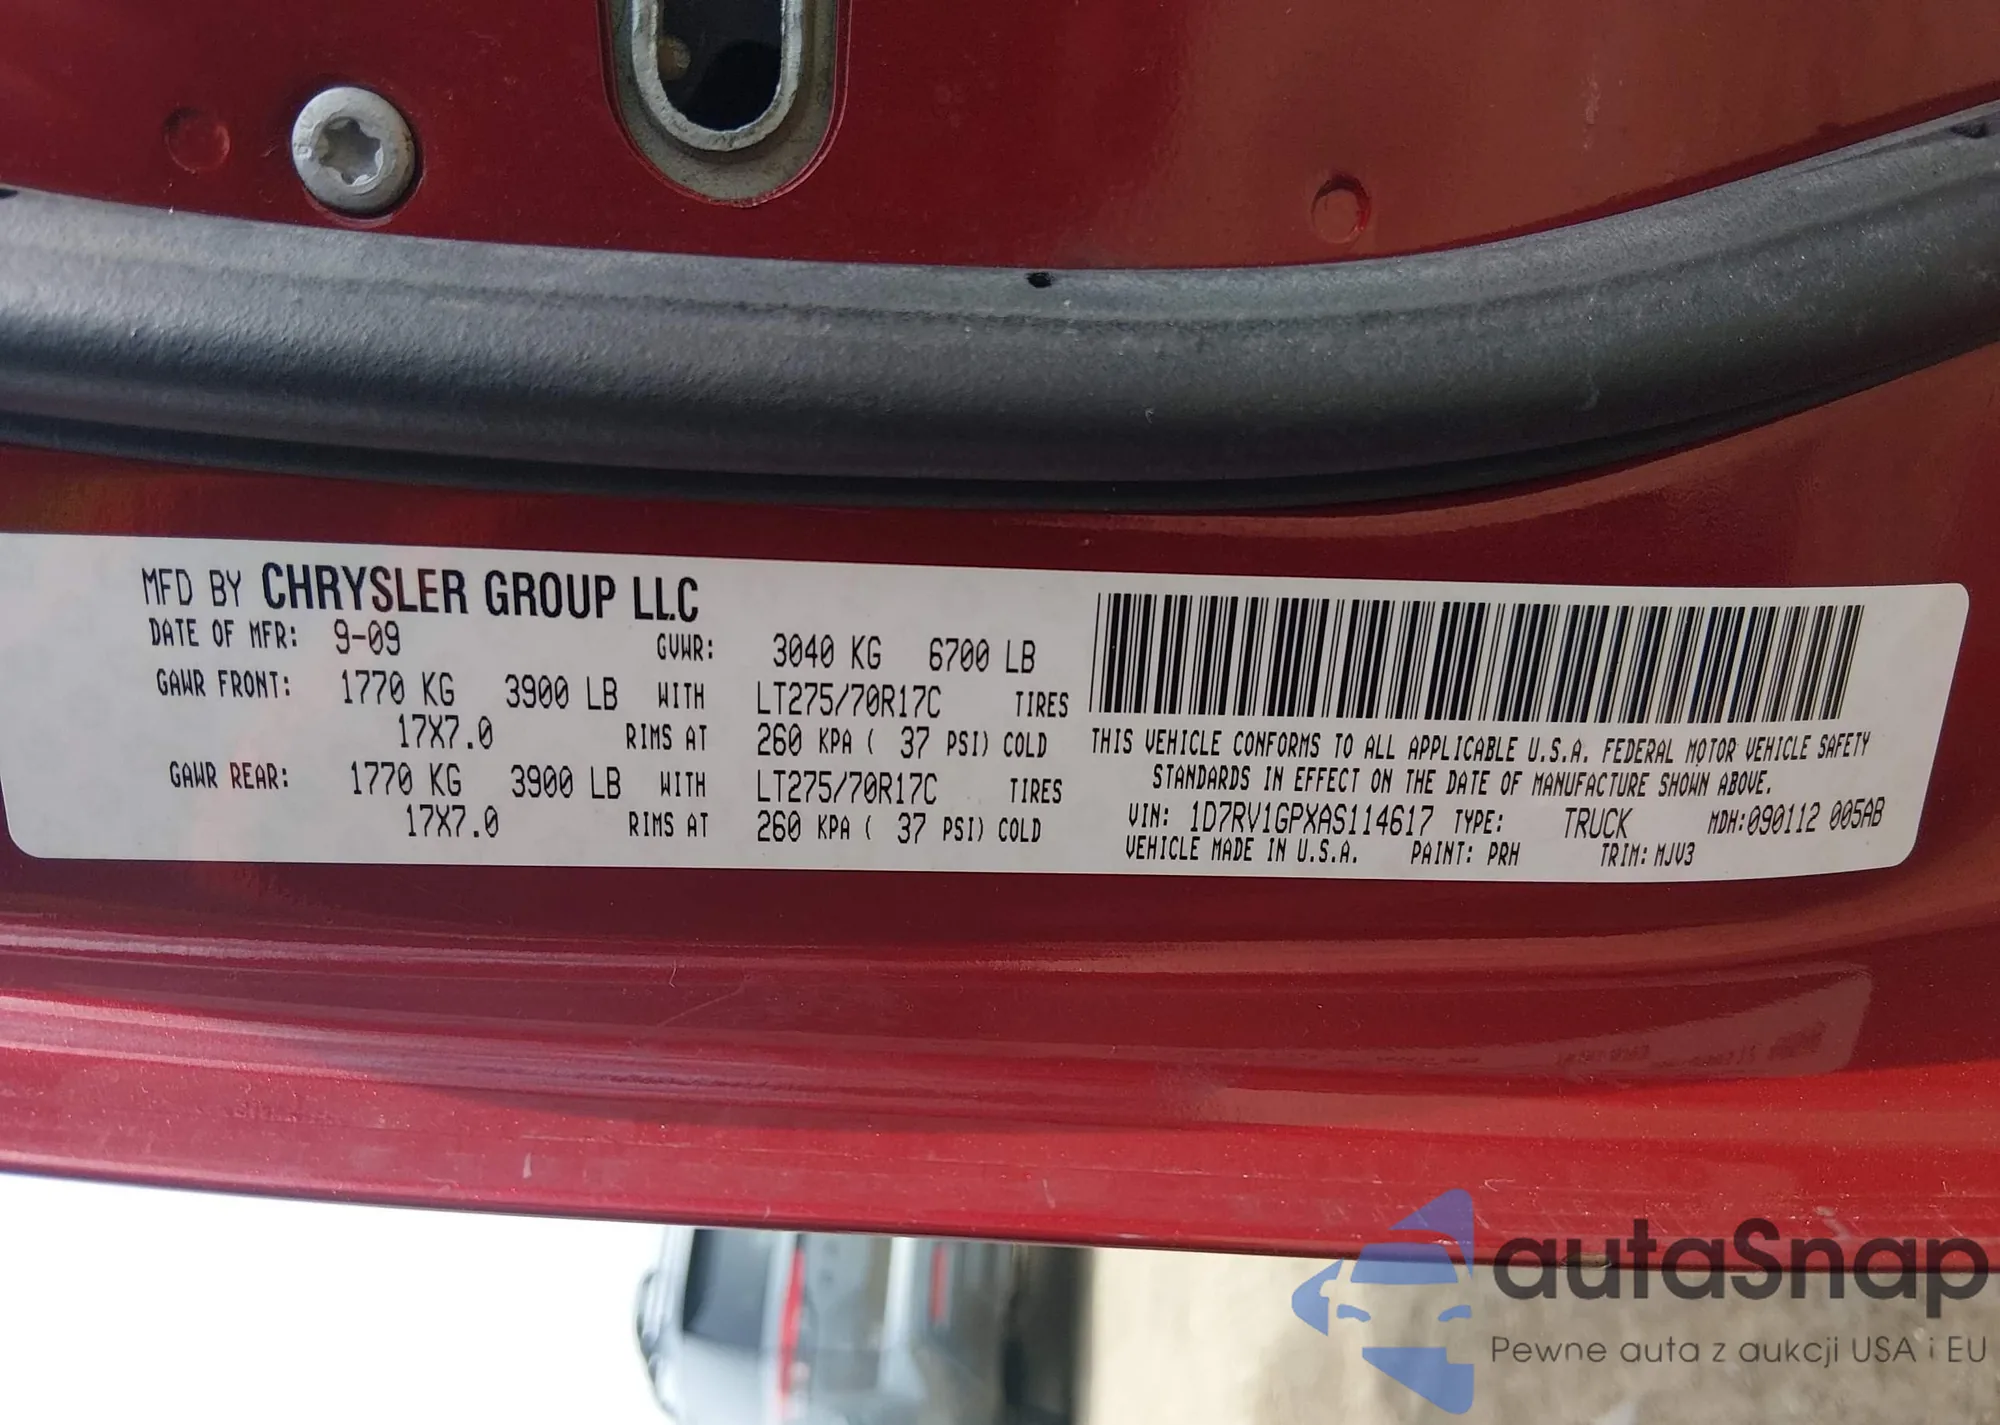 MFD BY CHRYSLER GROUP LLC
DATE OF MFR: 9-09 GVWR: 3040 KG 6700 LB
GAWR FRONT: 1770 KG 3900 LB WITH LT275/70R17C TIRES
17X7.0 RIMS AT 260 KPA ( 37 PSI) COLD
GAWR REAR: 1770 KG 3900 LB WITH LT275/70R17C TIRES
17X7.0 RIMS AT 260 KPA ( 37 PSI) COLD
THIS VEHICLE CONFORMS TO ALL APPLICABLE U.S.A. FEDERAL MOTOR VEHICLE SAFETY
STANDARDS IN EFFECT ON THE DATE OF MANUFACTURE SHOWN ABOVE.
VIN: 1D7RV1GPXAS114617 TYPE: TRUCK MDH:090112 005AB
VEHICLE MADE IN U.S.A. PAINT: PRH TRIM: MJV3
autaSnap
Pewne auta z aukcji USA i EU